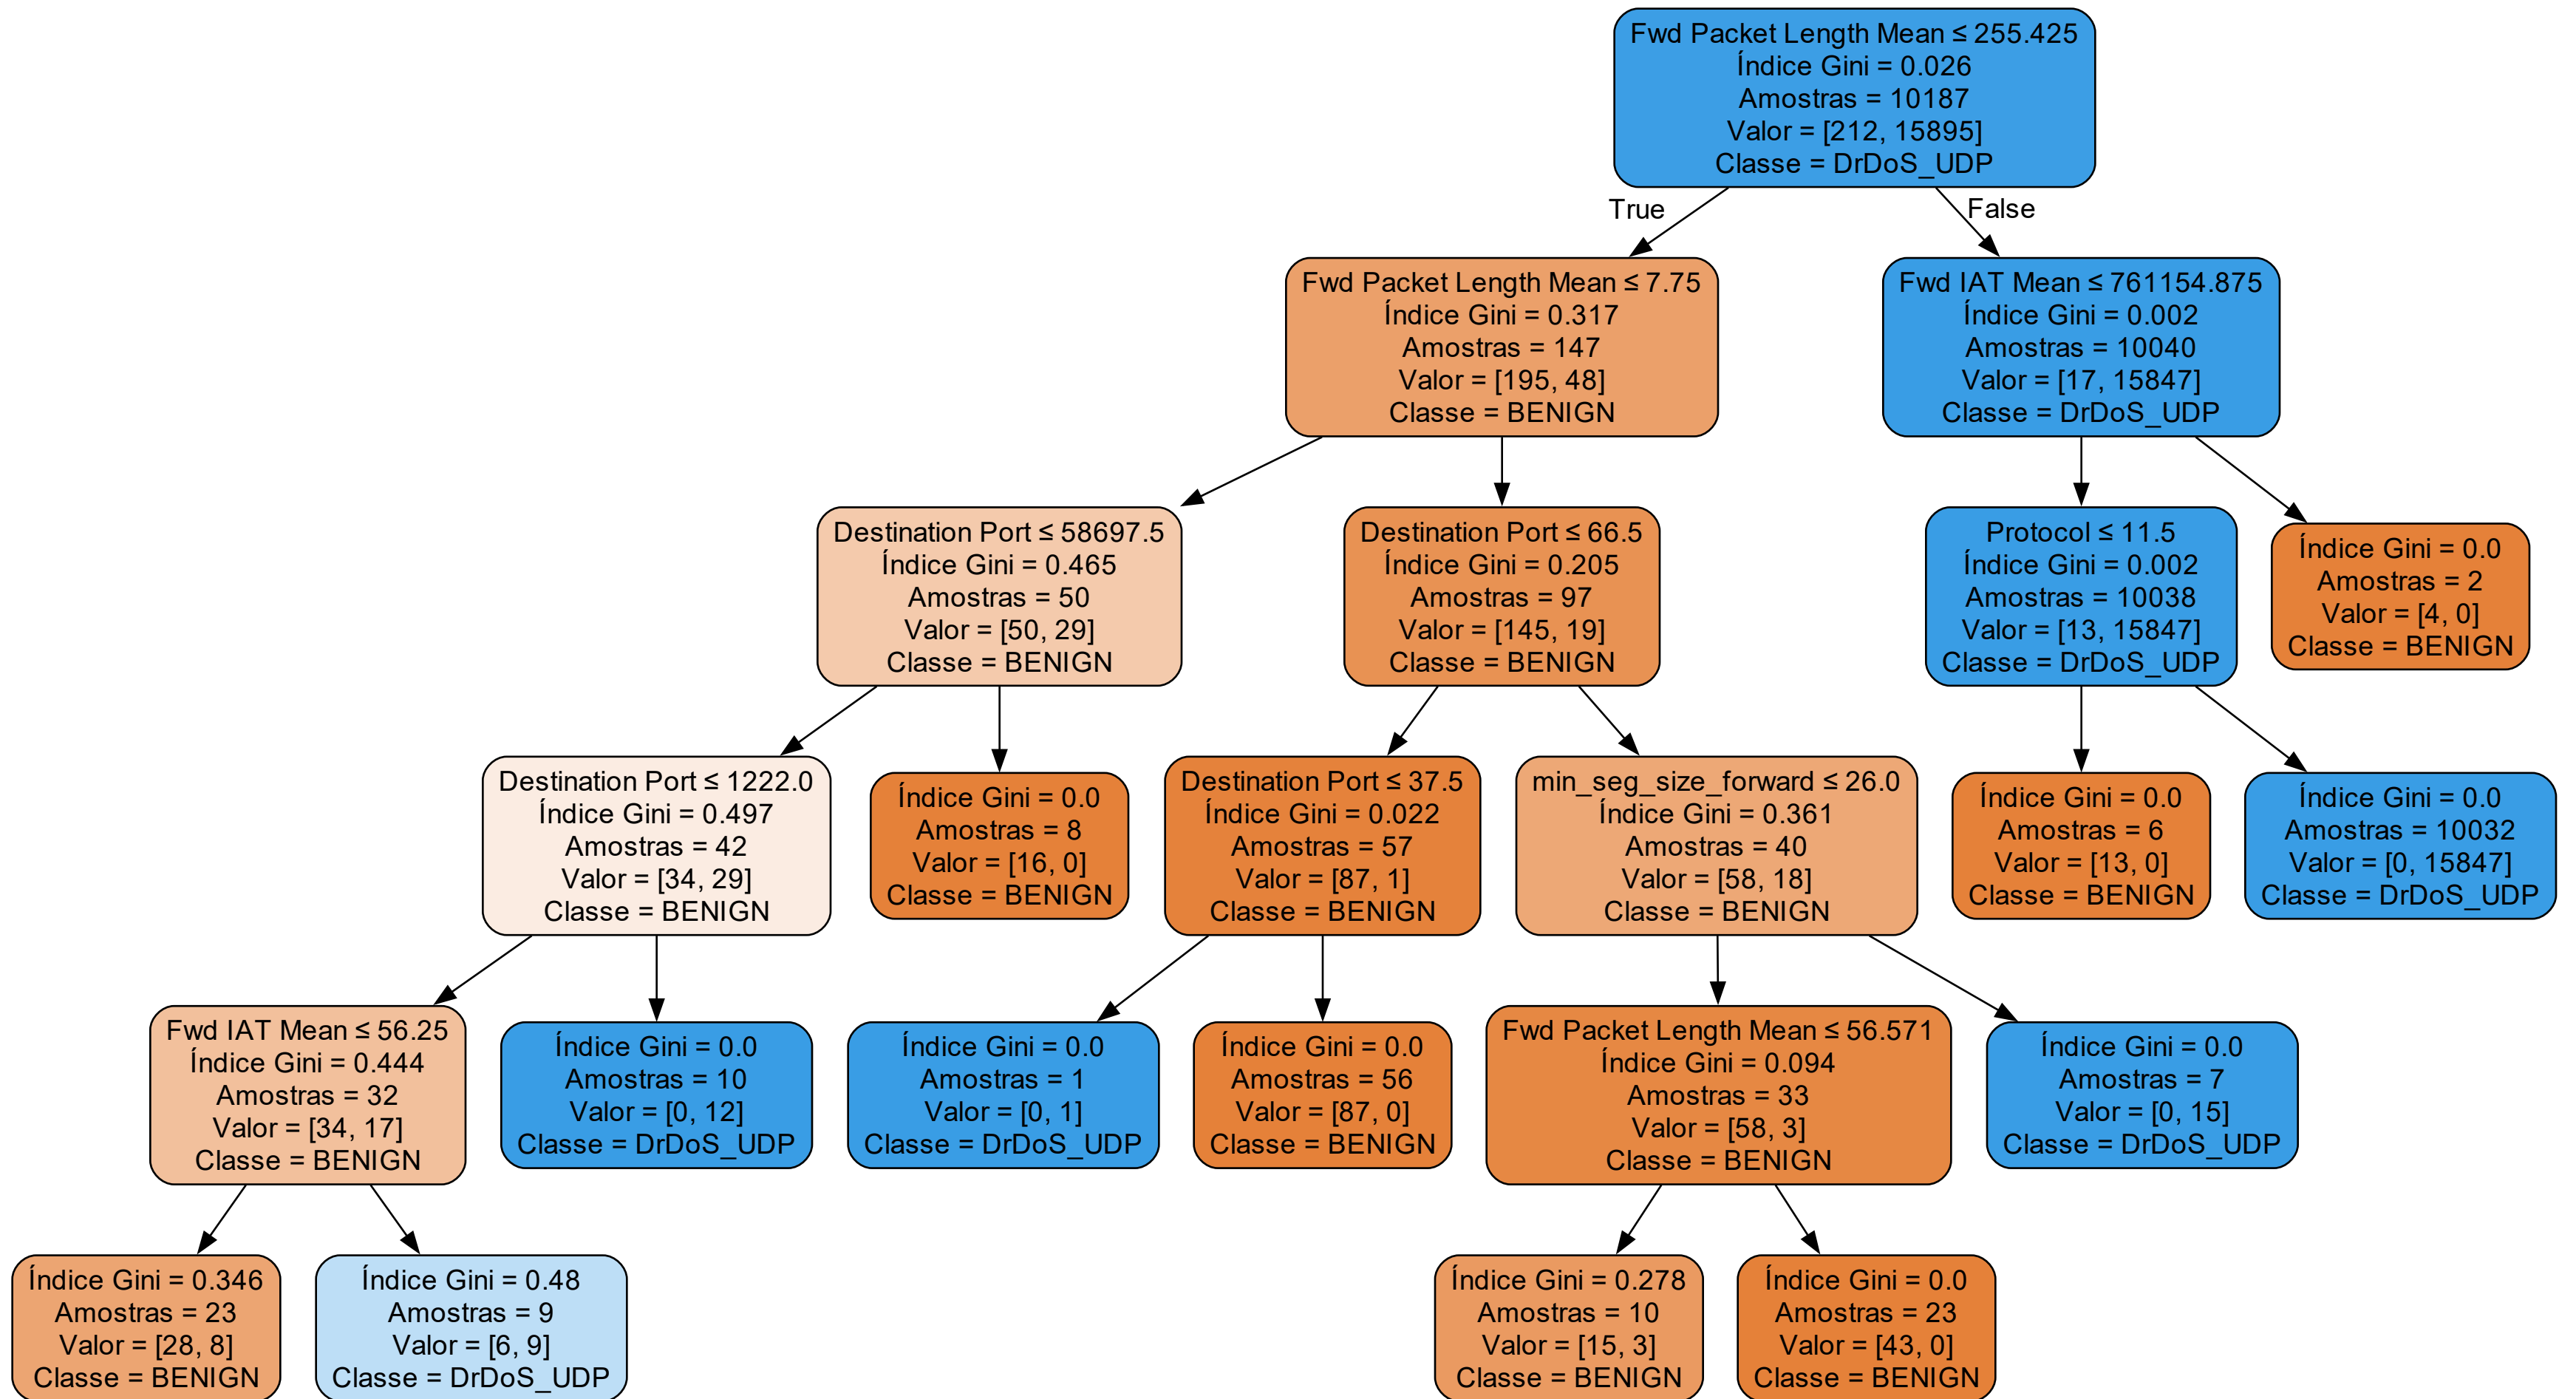 Fwd Packet Length Mean ≤ 255.425
Índice Gini = 0.026
Amostras = 10187
Valor = [212, 15895]
Classe = DrDoS_UDP
True
False
Fwd Packet Length Mean ≤ 7.75
Índice Gini = 0.317
Amostras = 147
Valor = [195, 48]
Classe = BENIGN
Fwd IAT Mean ≤ 761154.875
Índice Gini = 0.002
Amostras = 10040
Valor = [17, 15847]
Classe = DrDoS_UDP
Destination Port ≤ 58697.5
Índice Gini = 0.465
Amostras = 50
Valor = [50, 29]
Classe = BENIGN
Destination Port ≤ 66.5
Índice Gini = 0.205
Amostras = 97
Valor = [145, 19]
Classe = BENIGN
Protocol ≤ 11.5
Índice Gini = 0.002
Amostras = 10038
Valor = [13, 15847]
Classe = DrDoS_UDP
Índice Gini = 0.0
Amostras = 2
Valor = [4, 0]
Classe = BENIGN
Destination Port ≤ 1222.0
Índice Gini = 0.497
Amostras = 42
Valor = [34, 29]
Classe = BENIGN
Índice Gini = 0.0
Amostras = 8
Valor = [16, 0]
Classe = BENIGN
Destination Port ≤ 37.5
Índice Gini = 0.022
Amostras = 57
Valor = [87, 1]
Classe = BENIGN
min_seg_size_forward ≤ 26.0
Índice Gini = 0.361
Amostras = 40
Valor = [58, 18]
Classe = BENIGN
Índice Gini = 0.0
Amostras = 6
Valor = [13, 0]
Classe = BENIGN
Índice Gini = 0.0
Amostras = 10032
Valor = [0, 15847]
Classe = DrDoS_UDP
Fwd IAT Mean ≤ 56.25
Índice Gini = 0.444
Amostras = 32
Valor = [34, 17]
Classe = BENIGN
Índice Gini = 0.0
Amostras = 10
Valor = [0, 12]
Classe = DrDoS_UDP
Índice Gini = 0.0
Amostras = 1
Valor = [0, 1]
Classe = DrDoS_UDP
Índice Gini = 0.0
Amostras = 56
Valor = [87, 0]
Classe = BENIGN
Fwd Packet Length Mean ≤ 56.571
Índice Gini = 0.094
Amostras = 33
Valor = [58, 3]
Classe = BENIGN
Índice Gini = 0.0
Amostras = 7
Valor = [0, 15]
Classe = DrDoS_UDP
Índice Gini = 0.346
Amostras = 23
Valor = [28, 8]
Classe = BENIGN
Índice Gini = 0.48
Amostras = 9
Valor = [6, 9]
Classe = DrDoS_UDP
Índice Gini = 0.278
Amostras = 10
Valor = [15, 3]
Classe = BENIGN
Índice Gini = 0.0
Amostras = 23
Valor = [43, 0]
Classe = BENIGN